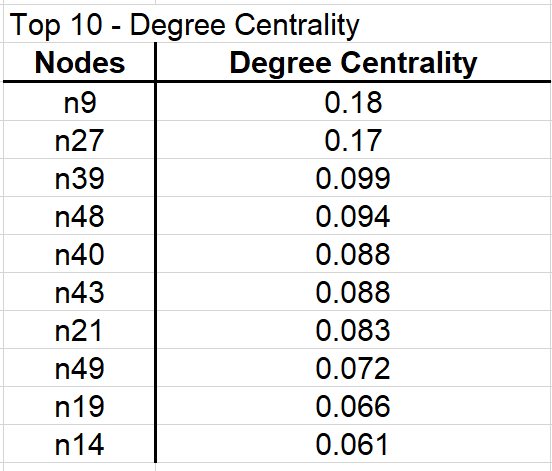 Top 10 - Degree Centrality
Nodes Degree Centrality
n9 0.18
n27 0.17
n39 0.099
n48 0.094
n40 0.088
n43 0.088
n21 0.083
n49 0.072
n19 0.066
n14 0.061